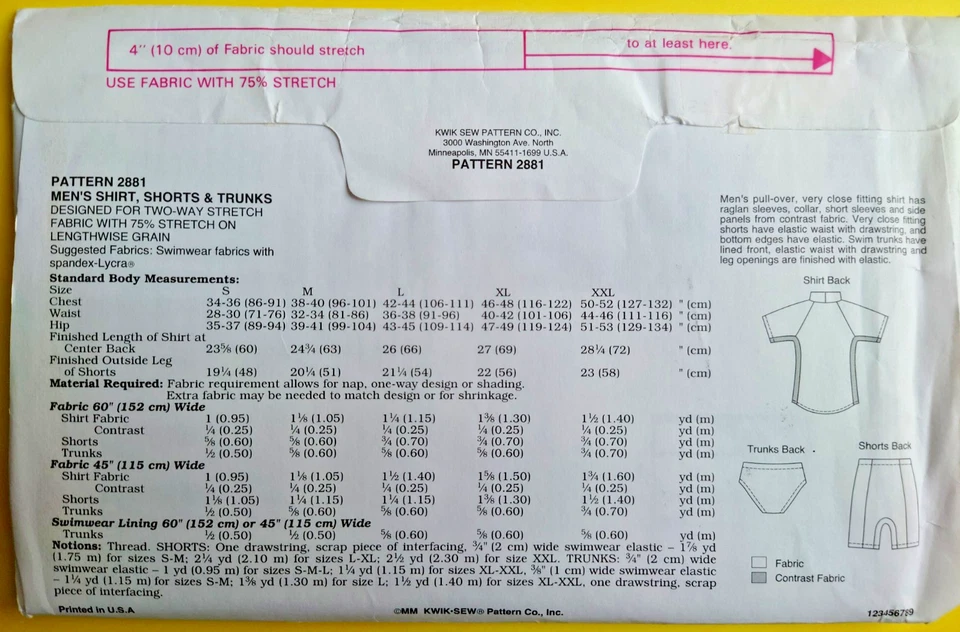 4" (10 cm) of Fabric should stretch to at least here.
USE FABRIC WITH 75% STRETCH
KWIK SEW PATTERN CO., INC.
3000 Washington Ave. North
Minneapolis, MN 55411-1699 U.S.A.
PATTERN 2881
PATTERN 2881
MEN'S SHIRT, SHORTS & TRUNKS
DESIGNED FOR TWO-WAY STRETCH
FABRIC WITH 75% STRETCH ON
LENGTHWISE GRAIN
Suggested Fabrics: Swimwear fabrics with
spandex-Lycra®
Men's pull-over, very close fitting shirt has
raglan sleeves, collar, short sleeves and side
panels from contrast fabric. Very close fitting
shorts have elastic waist with drawstring, and
bottom edges have elastic. Swim trunks have
lined front, elastic waist with drawstring and
leg openings are finished with elastic.
Standard Body Measurements:
Size S M L XL XXL
Chest 34-36 (86-91) 38-40 (96-101) 42-44 (106-111) 46-48 (116-122) 50-52 (127-132) " (cm)
Waist 28-30 (71-76) 32-34 (81-86) 36-38 (91-96) 40-42 (101-106) 44-46 (111-116) " (cm)
Hip 35-37 (89-94) 39-41 (99-104) 43-45 (109-114) 47-49 (119-124) 51-53 (129-134) " (cm)
Finished Length of Shirt at
Center Back 23⅝ (60) 24¾ (63) 26 (66) 27 (69) 28¼ (72) " (cm)
Finished Outside Leg
of Shorts 19¼ (48) 20¼ (51) 21¼ (54) 22 (56) 23 (58) " (cm)
Material Required: Fabric requirement allows for nap, one-way design or shading.
Extra fabric may be needed to match design or for shrinkage.
Fabric 60" (152 cm) Wide
Shirt Fabric 1 (0.95) 1⅛ (1.05) 1¼ (1.15) 1⅜ (1.30) 1½ (1.40) yd (m)
Contrast ¼ (0.25) ¼ (0.25) ¼ (0.25) ¼ (0.25) ¼ (0.25) yd (m)
Shorts ⅝ (0.60) ⅝ (0.60) ¾ (0.70) ¾ (0.70) ¾ (0.70) yd (m)
Trunks ½ (0.50) ⅝ (0.60) ⅝ (0.60) ⅝ (0.60) ¾ (0.70) yd (m)
Fabric 45" (115 cm) Wide
Shirt Fabric 1 (0.95) 1⅛ (1.05) 1½ (1.40) 1⅝ (1.50) 1¾ (1.60) yd (m)
Contrast ¼ (0.25) ¼ (0.25) ¼ (0.25) ¼ (0.25) ¼ (0.25) yd (m)
Shorts 1⅛ (1.05) 1¼ (1.15) 1¼ (1.15) 1⅜ (1.30) 1½ (1.40) yd (m)
Trunks ½ (0.50) ⅝ (0.60) ⅝ (0.60) ⅝ (0.60) ¾ (0.70) yd (m)
Swimwear Lining 60" (152 cm) or 45" (115 cm) Wide
Trunks ½ (0.50) ½ (0.50) ⅝ (0.60) ⅝ (0.60) ⅝ (0.60) yd (m)
Notions: Thread. SHORTS: One drawstring, scrap piece of interfacing, ¾" (2 cm) wide swimwear elastic – 1⅞ yd
(1.75 m) for sizes S-M; 2¼ yd (2.10 m) for sizes L-XL; 2½ yd (2.30 m) for size XXL. TRUNKS: ¾" (2 cm) wide
swimwear elastic – 1 yd (0.95 m) for sizes S-M-L; 1¼ yd (1.15 m) for sizes XL-XXL, ⅜" (1 cm) wide swimwear elastic
– 1¼ yd (1.15 m) for sizes S-M; 1⅜ yd (1.30 m) for size L; 1½ yd (1.40 m) for sizes XL-XXL, one drawstring, scrap
piece of interfacing.
Shirt Back
Trunks Back
Shorts Back
Fabric
Contrast Fabric
Printed in U.S.A
©MM KWIK•SEW® Pattern Co., Inc.
123456789